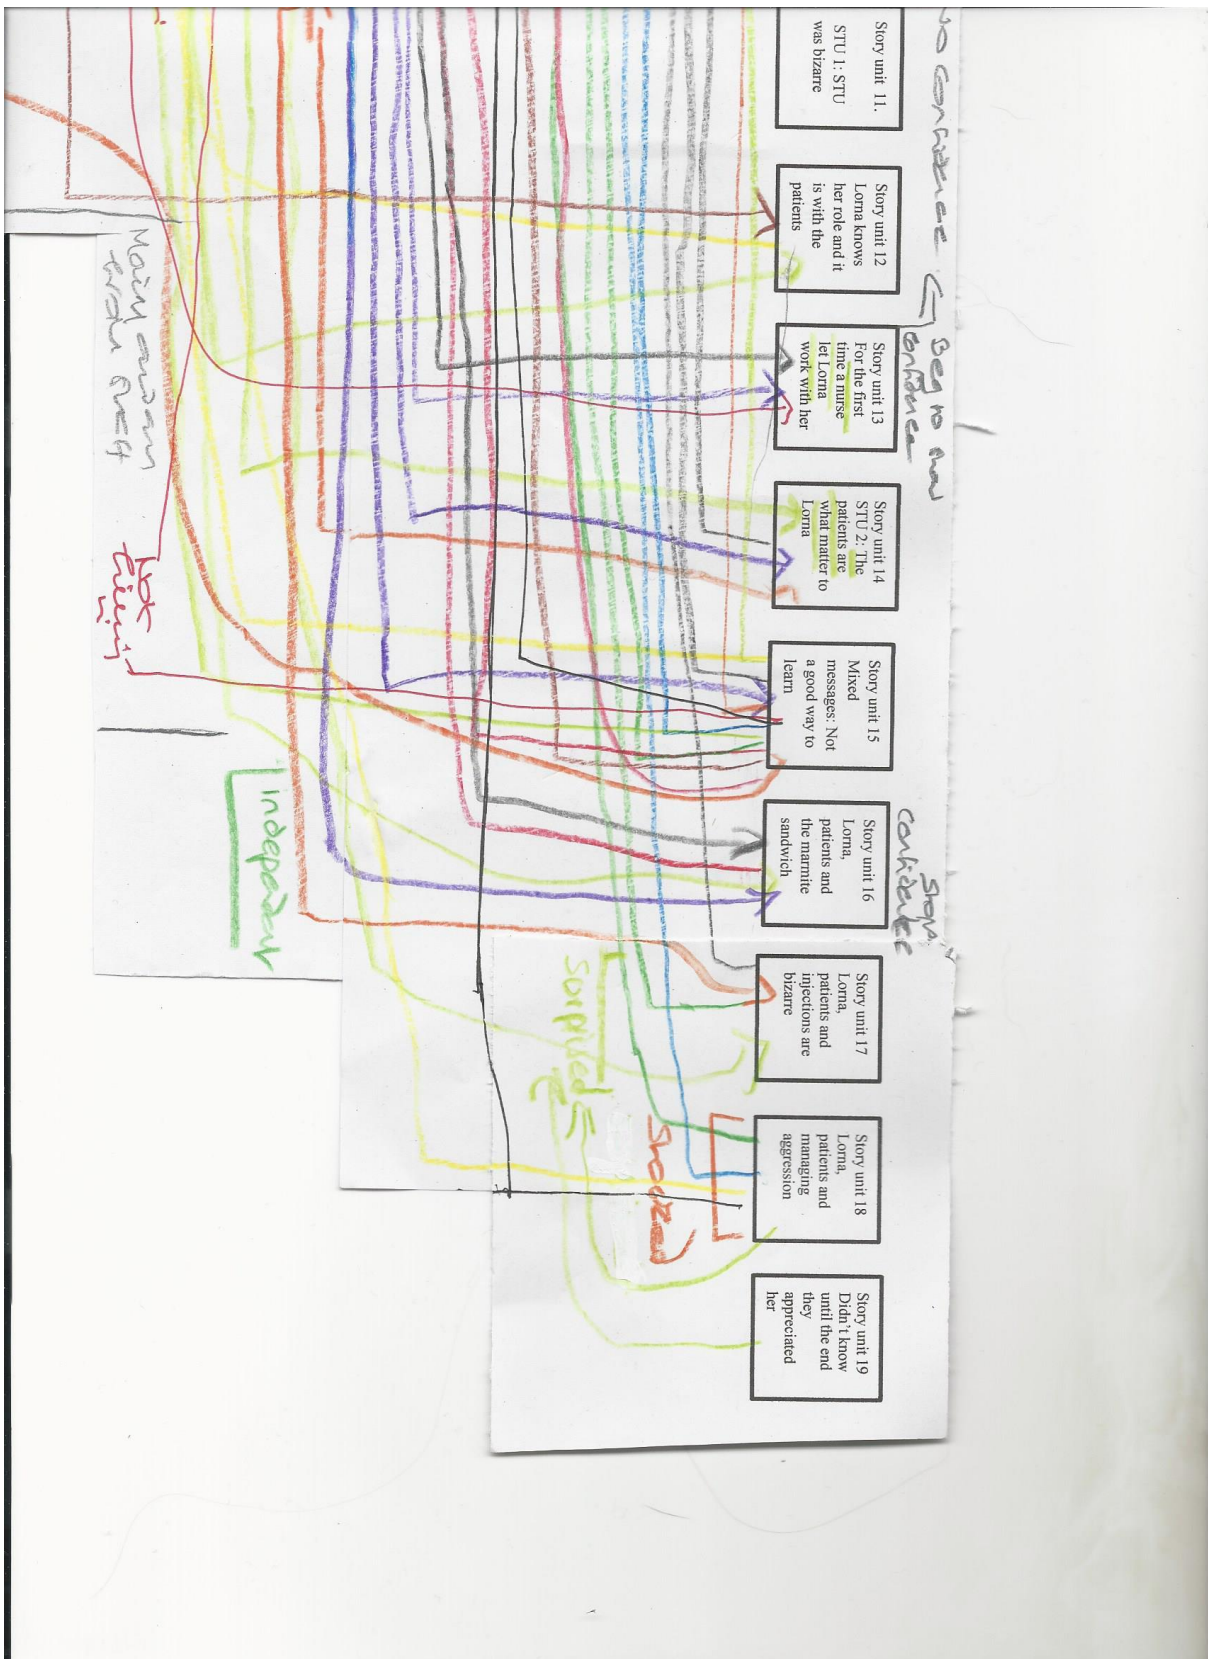 Story unit 11.
STU 1: STU
was bizarre
Story unit 12
Lorna knows
her role and it
is with the
patients
Story unit 13
For the first
time a nurse
let Lorna
work with her
Story unit 14
STU 2: The
patients are
what matter to
Lorna
Story unit 15
Mixed
messages: Not
a good way to
learn
Story unit 16
Lorna,
patients and
the marmite
sandwich
Story unit 17
Lorna,
patients and
injections are
bizarre
Story unit 18
Lorna,
patients and
managing
aggression
Story unit 19
Didn't know
until the end
they
appreciated
her
confidence
confidence
Main
Not
surprised
Shocked